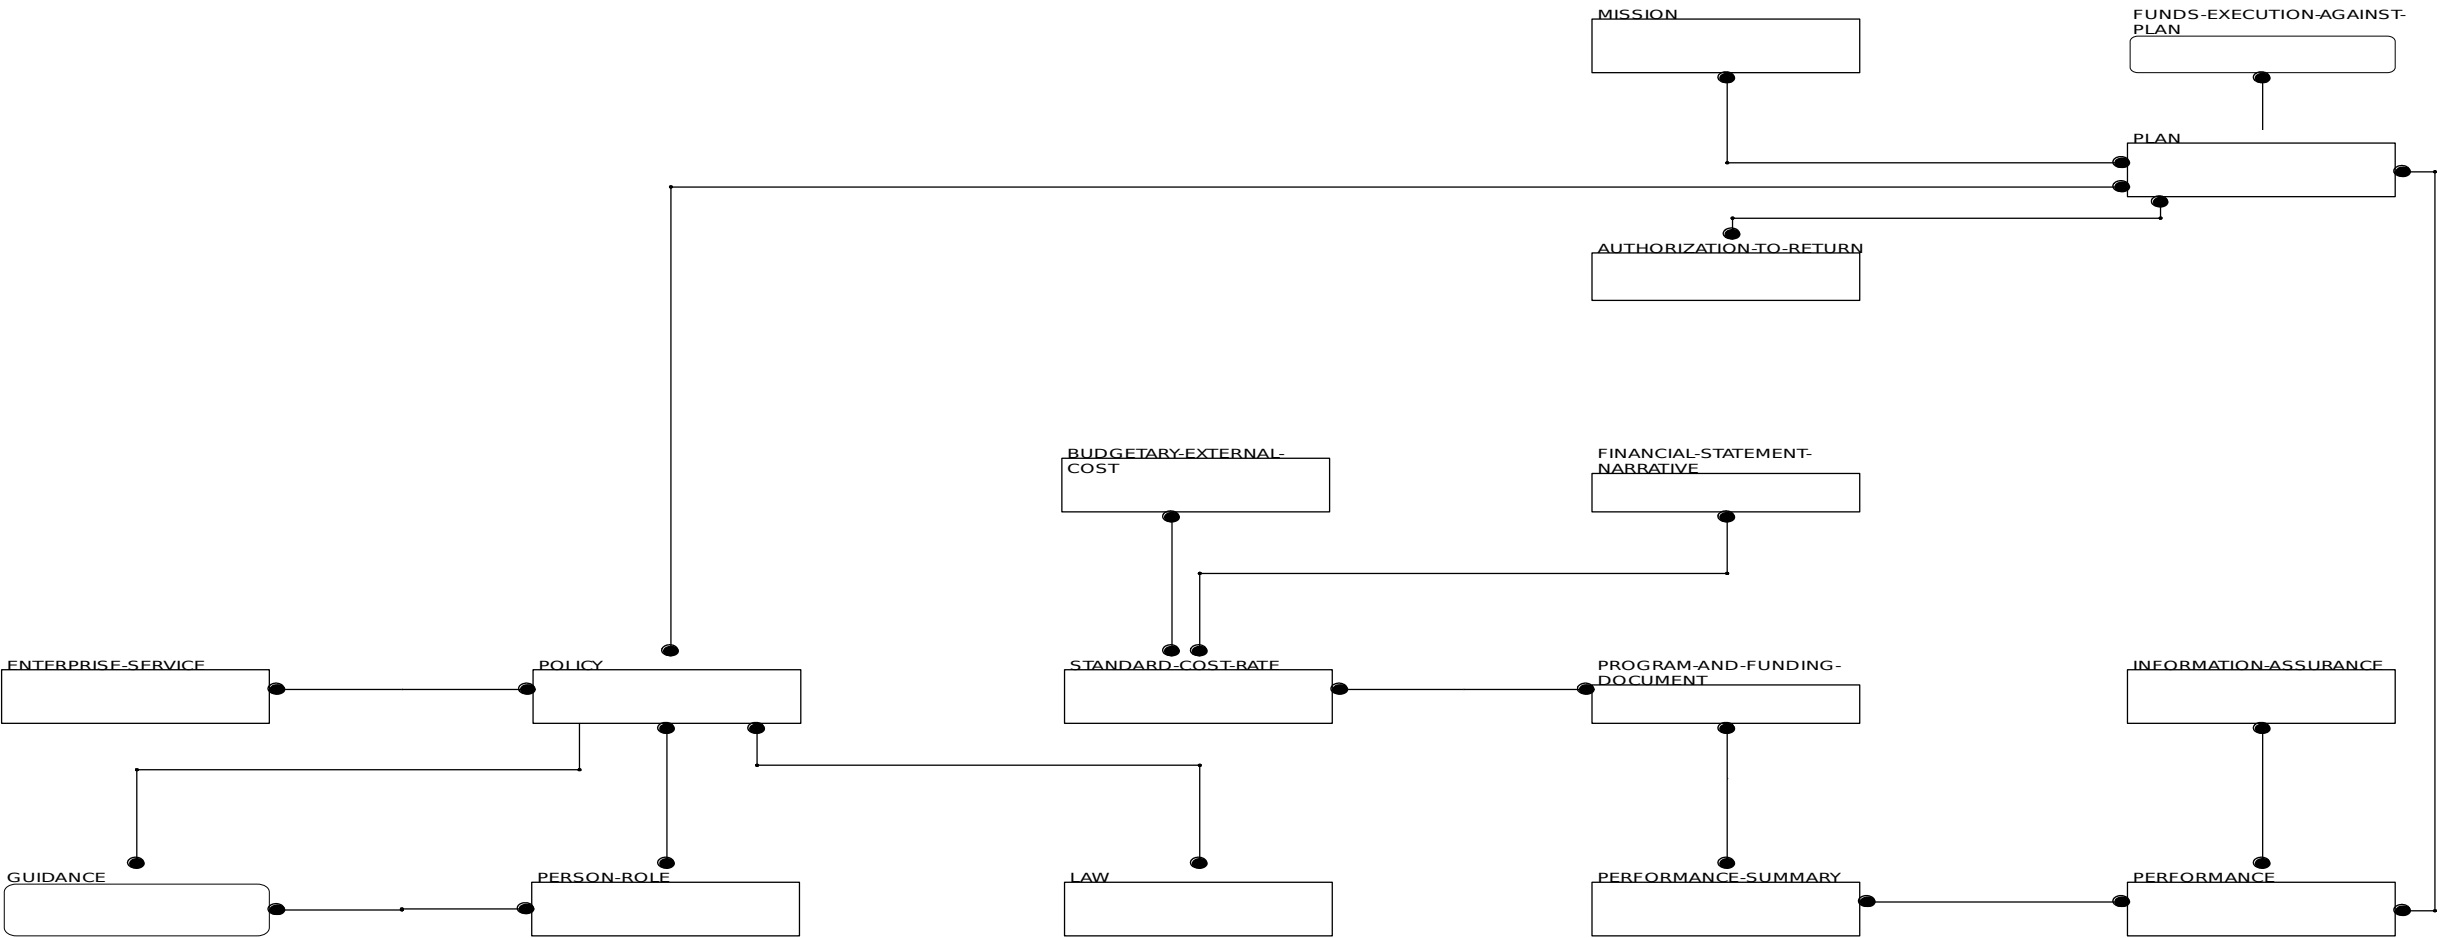 MISSION
FUNDS-EXECUTION-AGAINST-
PLAN
PLAN
AUTHORIZATION-TO-RETURN
BUDGETARY-EXTERNAL-
COST
FINANCIAL-STATEMENT-
NARRATIVE
ENTERPRISE-SERVICE
POLICY
STANDARD-COST-RATE
PROGRAM-AND-FUNDING-
DOCUMENT
INFORMATION-ASSURANCE
GUIDANCE
PERSON-ROLE
LAW
PERFORMANCE-SUMMARY
PERFORMANCE